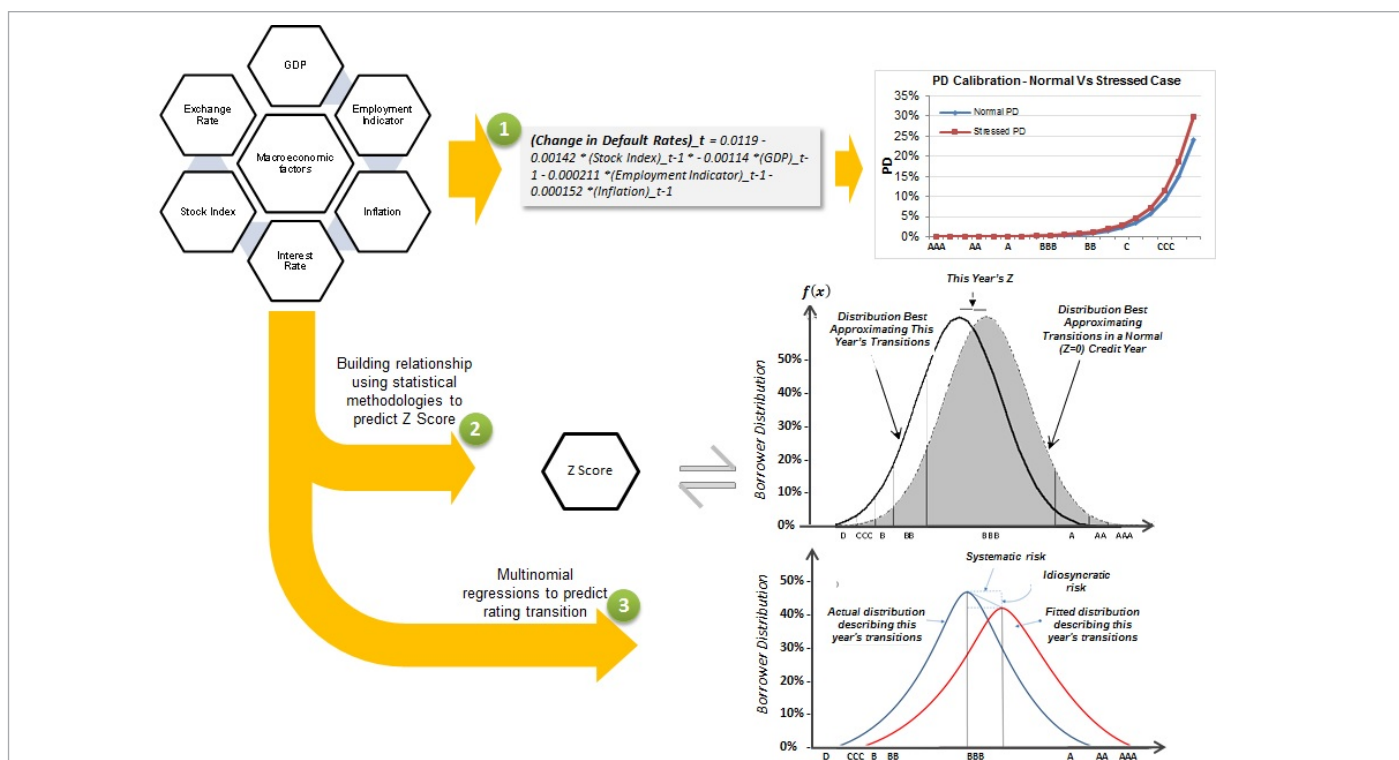 GDP
Exchange
Rate
Employment
Indicator
Macroeconomic
factors
Stock Index
Inflation
Interest
Rate
1
(Change in Default Rates)_t = 0.0119 -
0.00142 * (Stock Index)_t-1 * - 0.00114 *(GDP)_t-
1 - 0.000211 *(Employment Indicator)_t-1 -
0.000152 *(Inflation)_t-1
PD Calibration - Normal Vs Stressed Case
35%
30%
25%
20%
15%
10%
5%
0%
PD
Normal PD
Stressed PD
AAA AA A BBB BB C CCC
Building relationship
using statistical
methodologies to
predict Z Score
2
Z Score
This Year's Z
f(x)
Distribution Best
Approximating This
Year's Transitions
Distribution Best
Approximating
Transitions in a Normal
(Z=0) Credit Year
Borrower Distribution
50%
40%
30%
20%
10%
0%
D CCC B BB BBB A AA AAA
Multinomial
regressions to predict
rating transition
3
Systematic risk
Idiosyncratic
risk
Actual distribution
describing this
year's transitions
Fitted distribution
describing this
year's transitions
Borrower Distribution
50%
40%
30%
20%
10%
0%
D CCC B BB BBB A AA AAA